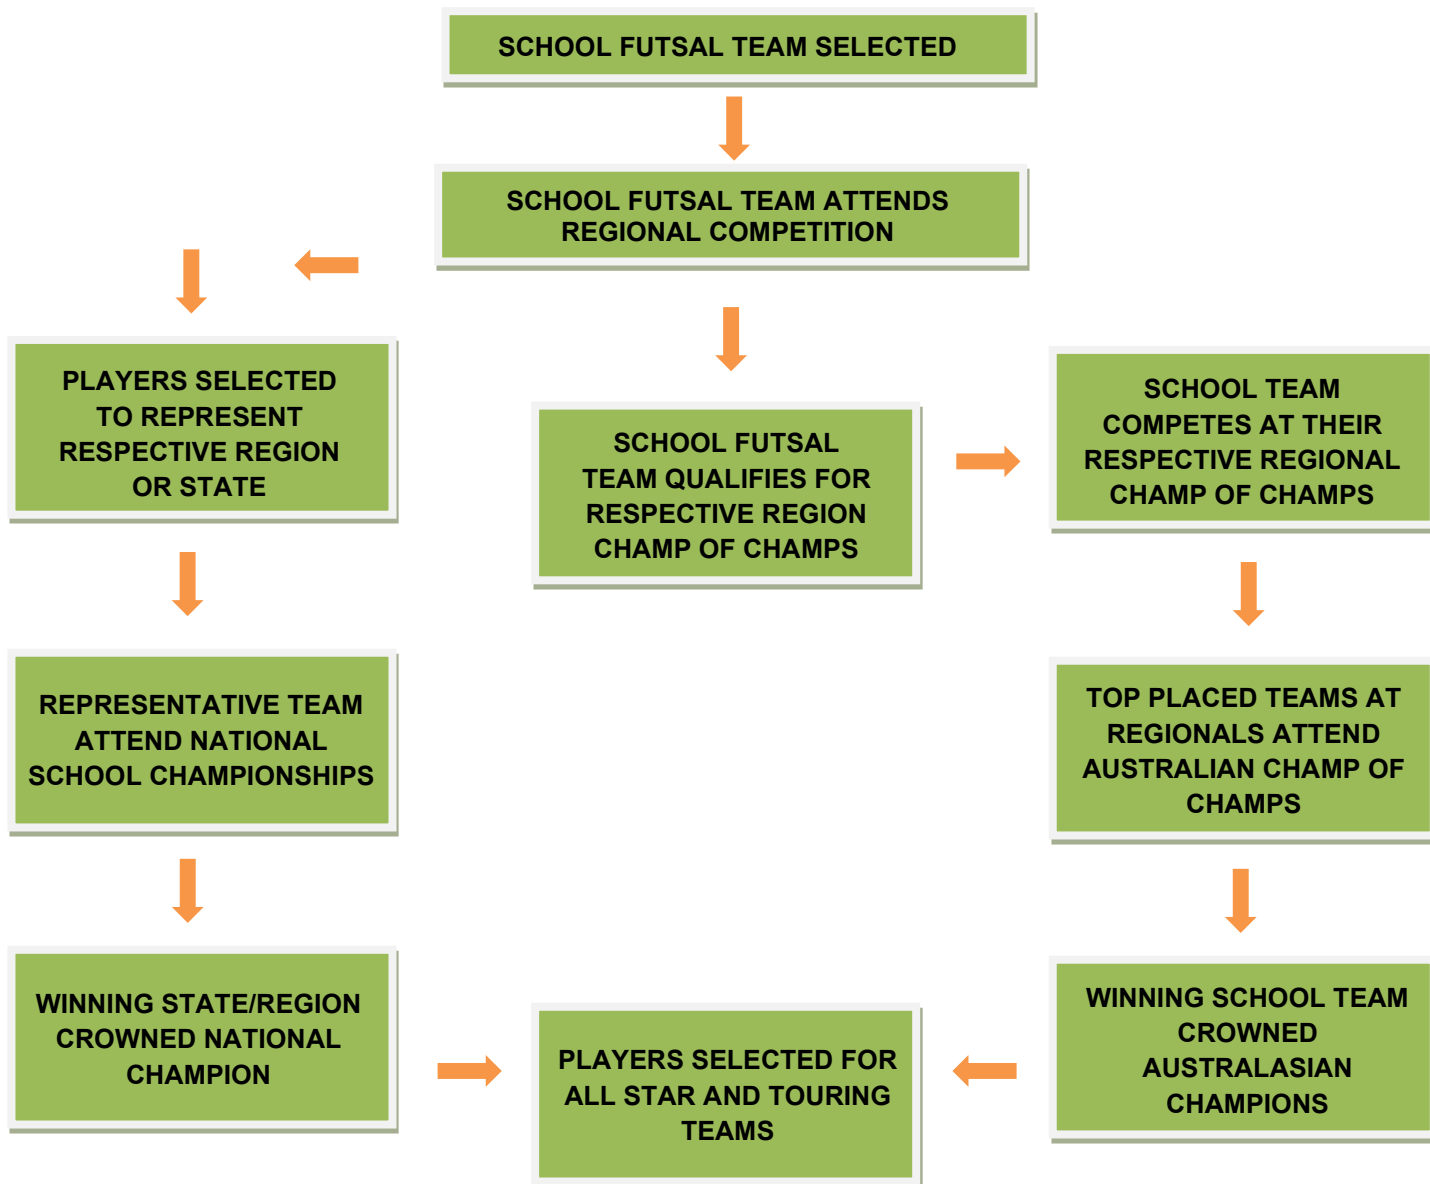 SCHOOL FUTSAL TEAM SELECTED
SCHOOL FUTSAL TEAM ATTENDS
REGIONAL COMPETITION
PLAYERS SELECTED
TO REPRESENT
RESPECTIVE REGION
OR STATE
SCHOOL FUTSAL
TEAM QUALIFIES FOR
RESPECTIVE REGION
CHAMP OF CHAMPS
SCHOOL TEAM
COMPETES AT THEIR
RESPECTIVE REGIONAL
CHAMP OF CHAMPS
REPRESENTATIVE TEAM
ATTEND NATIONAL
SCHOOL CHAMPIONSHIPS
TOP PLACED TEAMS AT
REGIONALS ATTEND
AUSTRALIAN CHAMP OF
CHAMPS
WINNING STATE/REGION
CROWNED NATIONAL
CHAMPION
PLAYERS SELECTED FOR
ALL STAR AND TOURING
TEAMS
WINNING SCHOOL TEAM
CROWNED
AUSTRALASIAN
CHAMPIONS